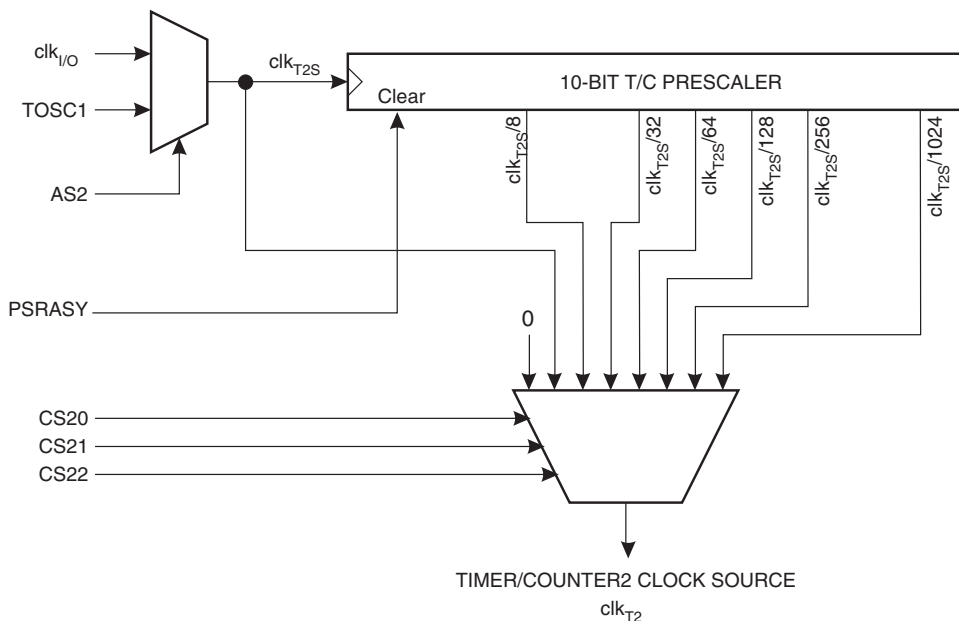 clkI/O
TOSC1
AS2
clkT2S
10-BIT T/C PRESCALER
Clear
clkT2S/8
clkT2S/32
clkT2S/64
clkT2S/128
clkT2S/256
clkT2S/1024
PSRASY
0
CS20
CS21
CS22
TIMER/COUNTER2 CLOCK SOURCE
clkT2